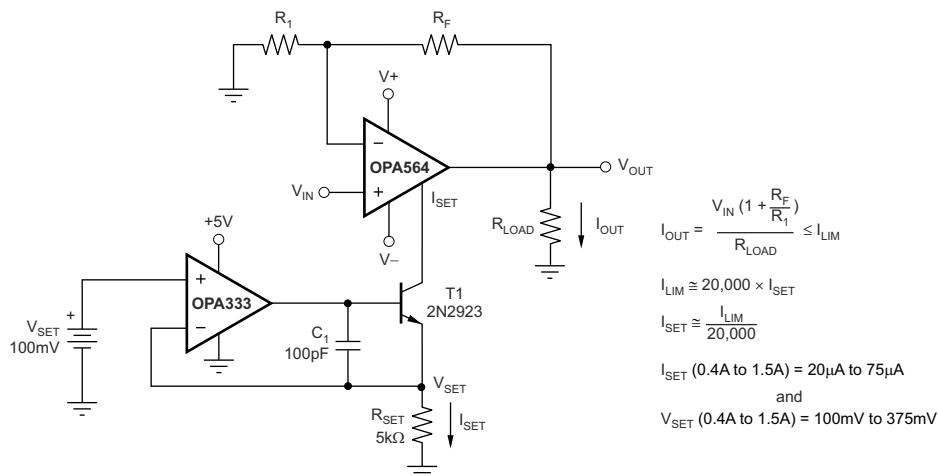 R1
RF
V+
−
OPA564
+
VIN
ISET
V−
VOUT
RLOAD
IOUT
+5V
+
OPA333
−
+
VSET
100mV
C1
100pF
T1
2N2923
VSET
RSET
5kΩ
ISET
IOUT = VIN (1 + RF/R1) / RLOAD ≤ ILIM
ILIM ≅ 20,000 × ISET
ISET ≅ ILIM / 20,000
ISET (0.4A to 1.5A) = 20μA to 75μA
and
VSET (0.4A to 1.5A) = 100mV to 375mV